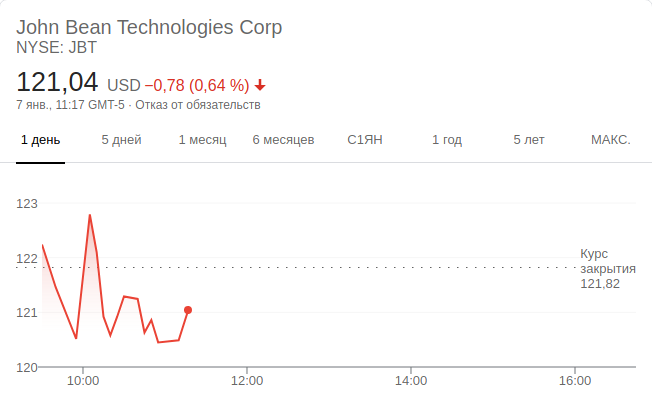 John Bean Technologies Corp
NYSE: JBT
121,04 USD −0,78 (0,64 %)
7 янв., 11:17 GMT-5 · Отказ от обязательств
1 день 5 дней 1 месяц 6 месяцев С1ЯН 1 год 5 лет МАКС.
123
122
121
120
Курс
закрытия
121,82
10:00 12:00 14:00 16:00